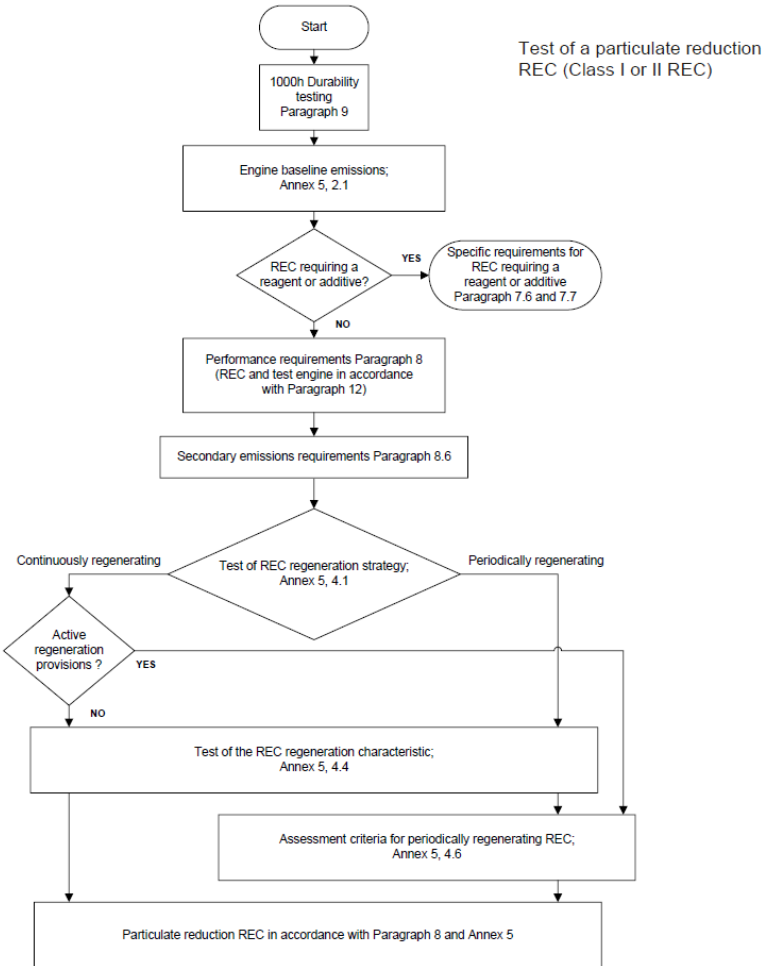 Start
Test of a particulate reduction
REC (Class I or II REC)
1000h Durability
testing
Paragraph 9
Engine baseline emissions;
Annex 5, 2.1
REC requiring a
reagent or additive?
YES
Specific requirements for
REC requiring a
reagent or additive
Paragraph 7.6 and 7.7
NO
Performance requirements Paragraph 8
(REC and test engine in accordance
with Paragraph 12)
Secondary emissions requirements Paragraph 8.6
Continuously regenerating
Test of REC regeneration strategy;
Annex 5, 4.1
Periodically regenerating
Active
regeneration
provisions ?
YES
NO
Test of the REC regeneration characteristic;
Annex 5, 4.4
Assessment criteria for periodically regenerating REC;
Annex 5, 4.6
Particulate reduction REC in accordance with Paragraph 8 and Annex 5